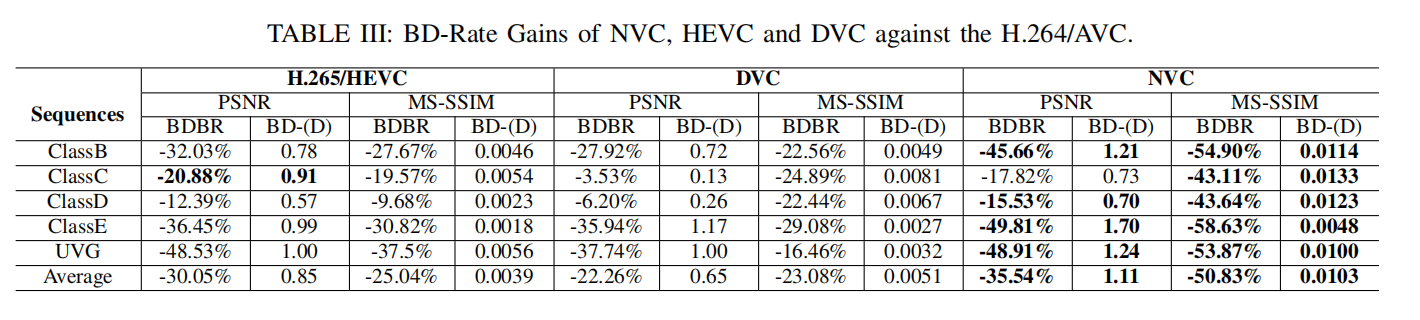 TABLE III: BD-Rate Gains of NVC, HEVC and DVC against the H.264/AVC.
Sequences H.265/HEVC DVC NVC
PSNR MS-SSIM PSNR MS-SSIM PSNR MS-SSIM
BDBR BD-(D) BDBR BD-(D) BDBR BD-(D) BDBR BD-(D) BDBR BD-(D) BDBR BD-(D)
ClassB -32.03% 0.78 -27.67% 0.0046 -27.92% 0.72 -22.56% 0.0049 -45.66% 1.21 -54.90% 0.0114
ClassC -20.88% 0.91 -19.57% 0.0054 -3.53% 0.13 -24.89% 0.0081 -17.82% 0.73 -43.11% 0.0133
ClassD -12.39% 0.57 -9.68% 0.0023 -6.20% 0.26 -22.44% 0.0067 -15.53% 0.70 -43.64% 0.0123
ClassE -36.45% 0.99 -30.82% 0.0018 -35.94% 1.17 -29.08% 0.0027 -49.81% 1.70 -58.63% 0.0048
UVG -48.53% 1.00 -37.5% 0.0056 -37.74% 1.00 -16.46% 0.0032 -48.91% 1.24 -53.87% 0.0100
Average -30.05% 0.85 -25.04% 0.0039 -22.26% 0.65 -23.08% 0.0051 -35.54% 1.11 -50.83% 0.0103